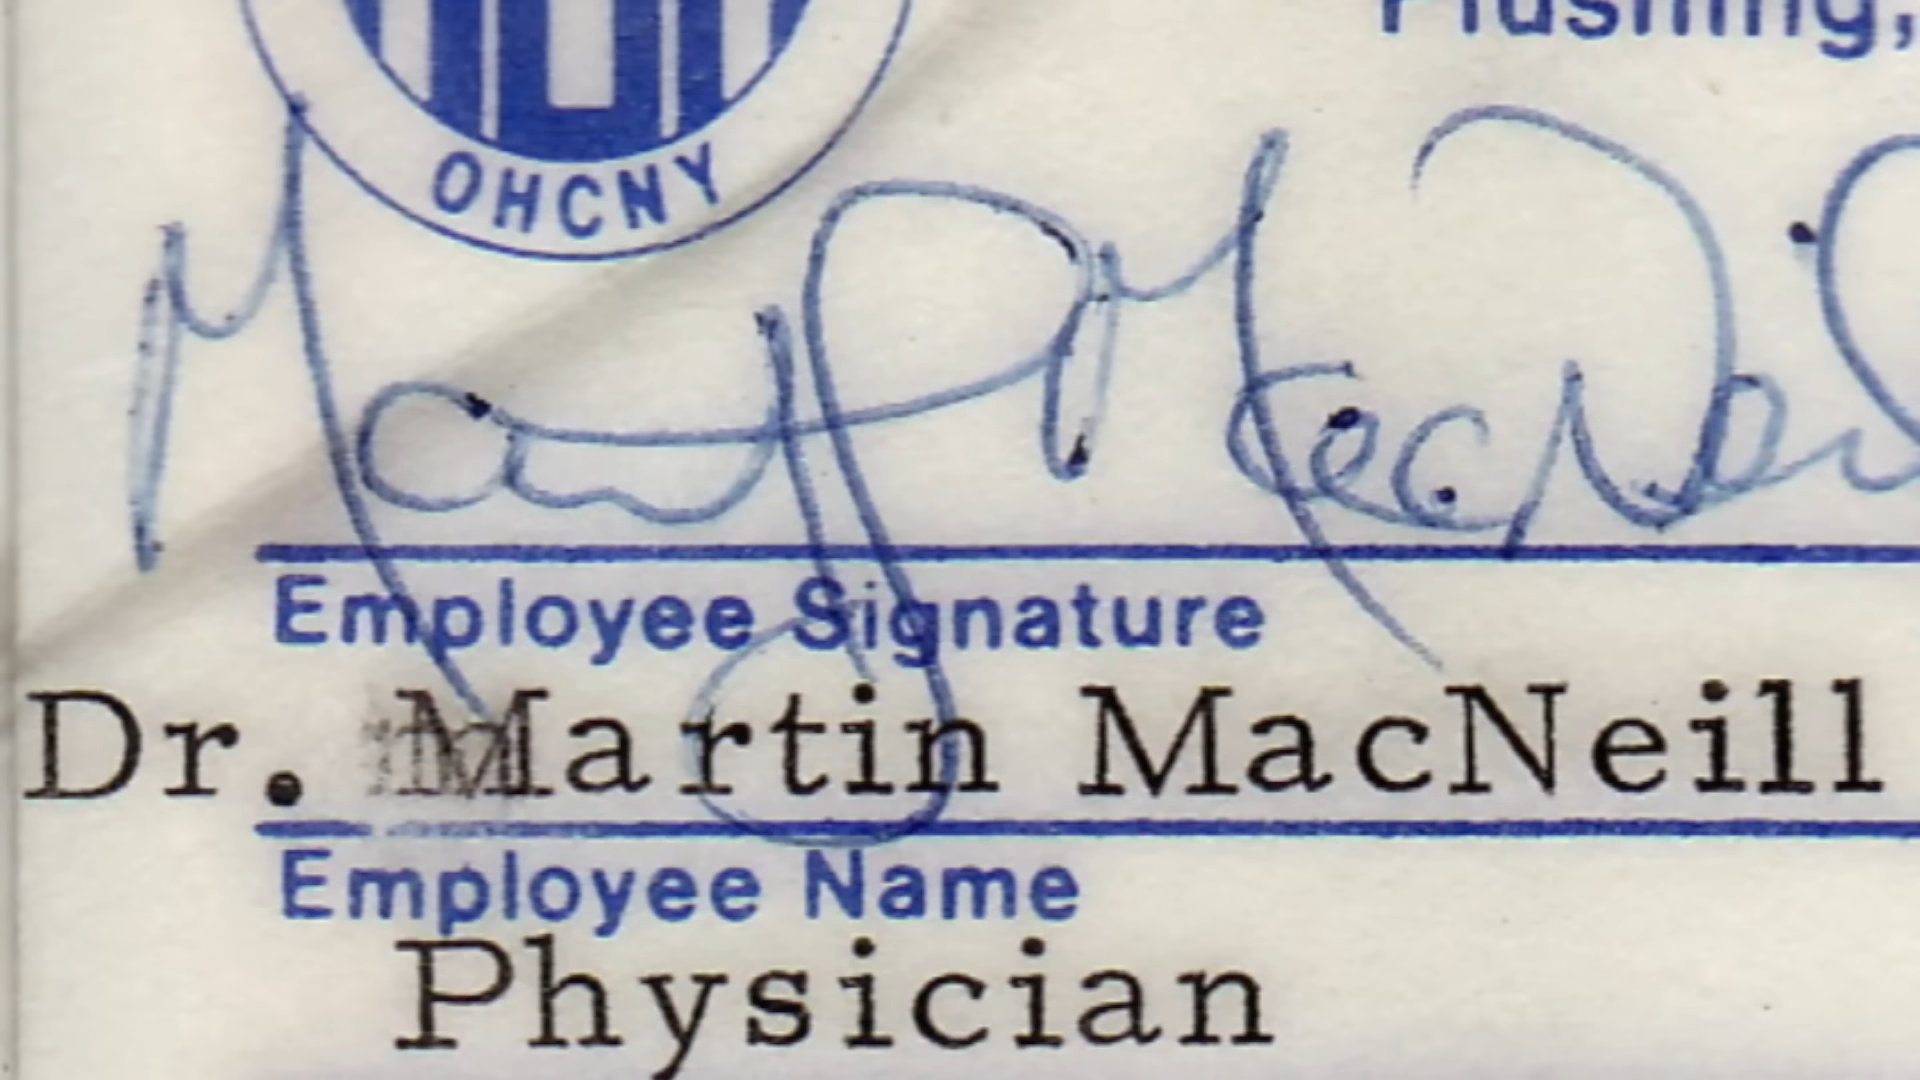 Flushing,
OHCNY
Employee Signature
Dr. Martin MacNeill
Employee Name
Physician